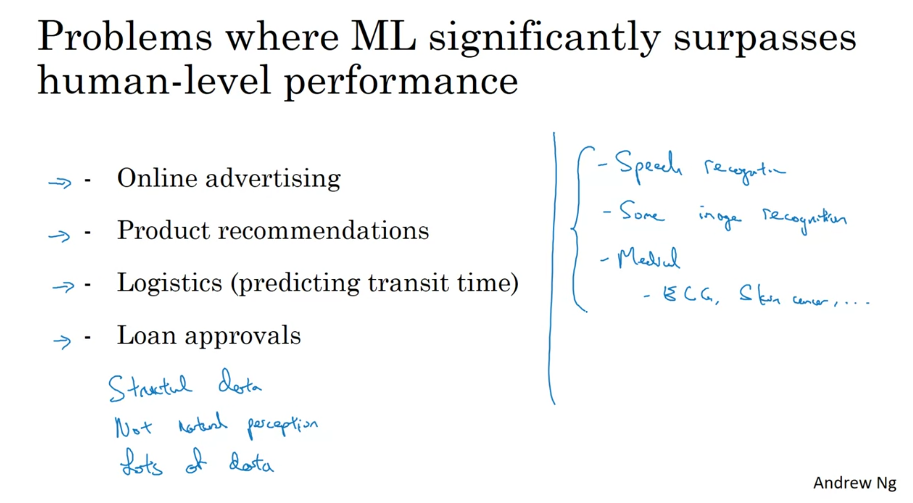 Problems where ML significantly surpasses
human-level performance
→ - Online advertising
→ - Product recommendations
→ - Logistics (predicting transit time)
→ - Loan approvals
Structul data
Not natural perception
Lots of data
- Speech recognition
- Some image recognition
- Medical
- ECG, Skin cancer, ...
Andrew Ng